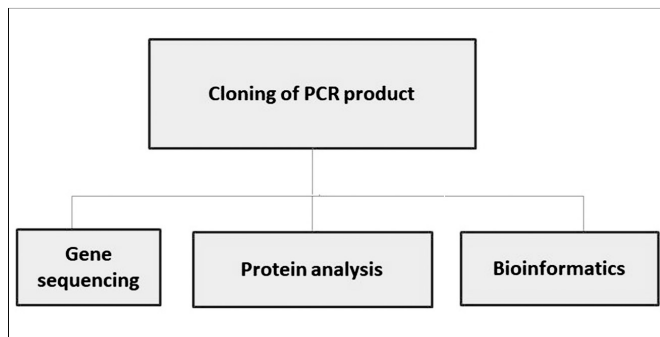 Cloning of PCR product
Gene
sequencing
Protein analysis
Bioinformatics